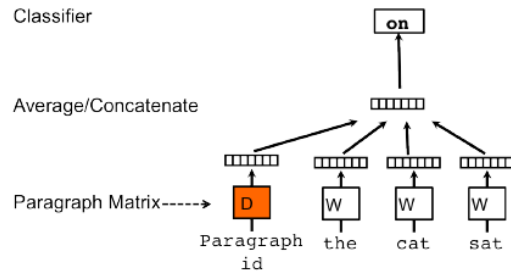 Classifier
on
Average/Concatenate
Paragraph Matrix
D
W
W
W
Paragraph
id
the
cat
sat